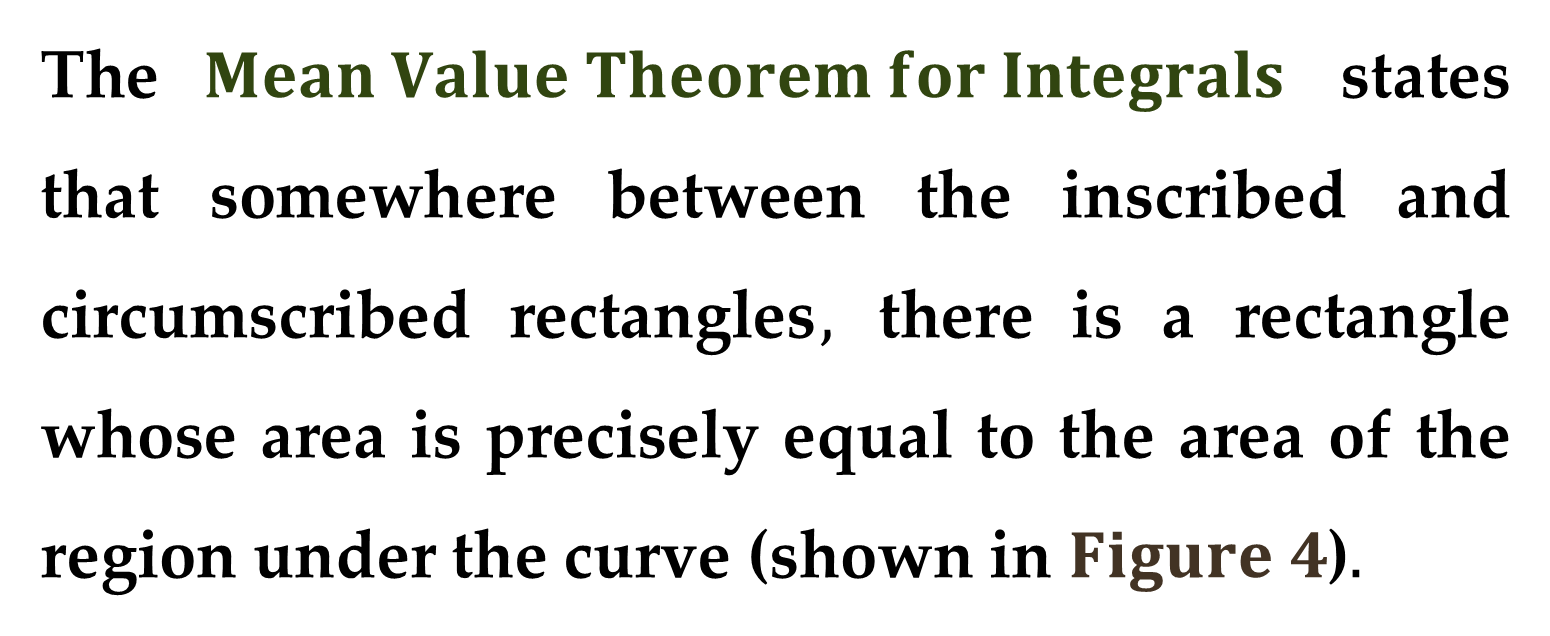 The Mean Value Theorem for Integrals states
that somewhere between the inscribed and
circumscribed rectangles, there is a rectangle
whose area is precisely equal to the area of the
region under the curve (shown in Figure 4).